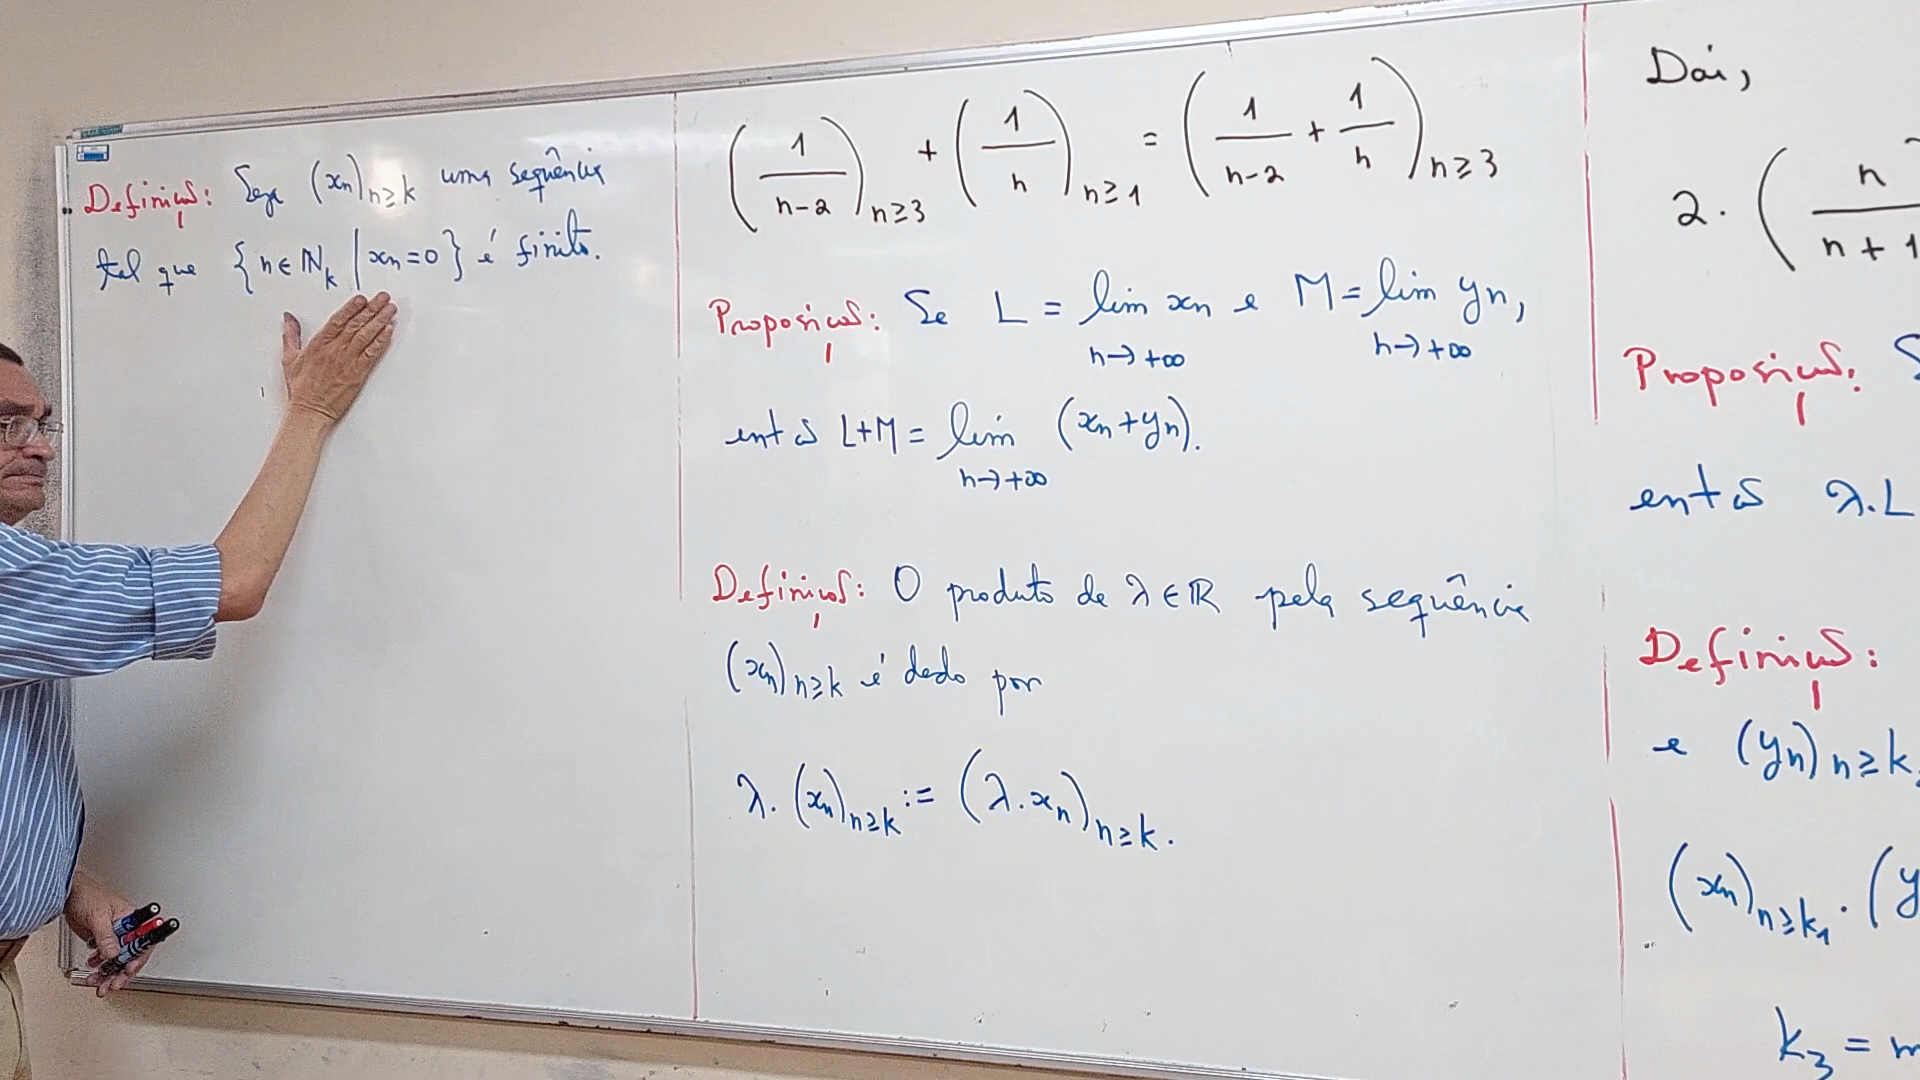 Definição: Seja (xn)n≥k uma sequência
tal que {n∈ℕk | xn=0} é finito.
(1/(n-2))n≥3 + (1/n)n≥1 = (1/(n-2) + 1/n)n≥3
Proposição: Se L = lim xn e M = lim yn,
n→+∞ n→+∞
então L+M = lim (xn+yn).
n→+∞
Definição: O produto de λ∈ℝ pela sequência
(xn)n≥k é dado por
λ.(xn)n≥k := (λ.xn)n≥k.
Daí,
2. (n
n+1
Proposição: S
então λ.L
Definição:
e (yn)n≥k
(xn)n≥k1 . (y
k3 = m